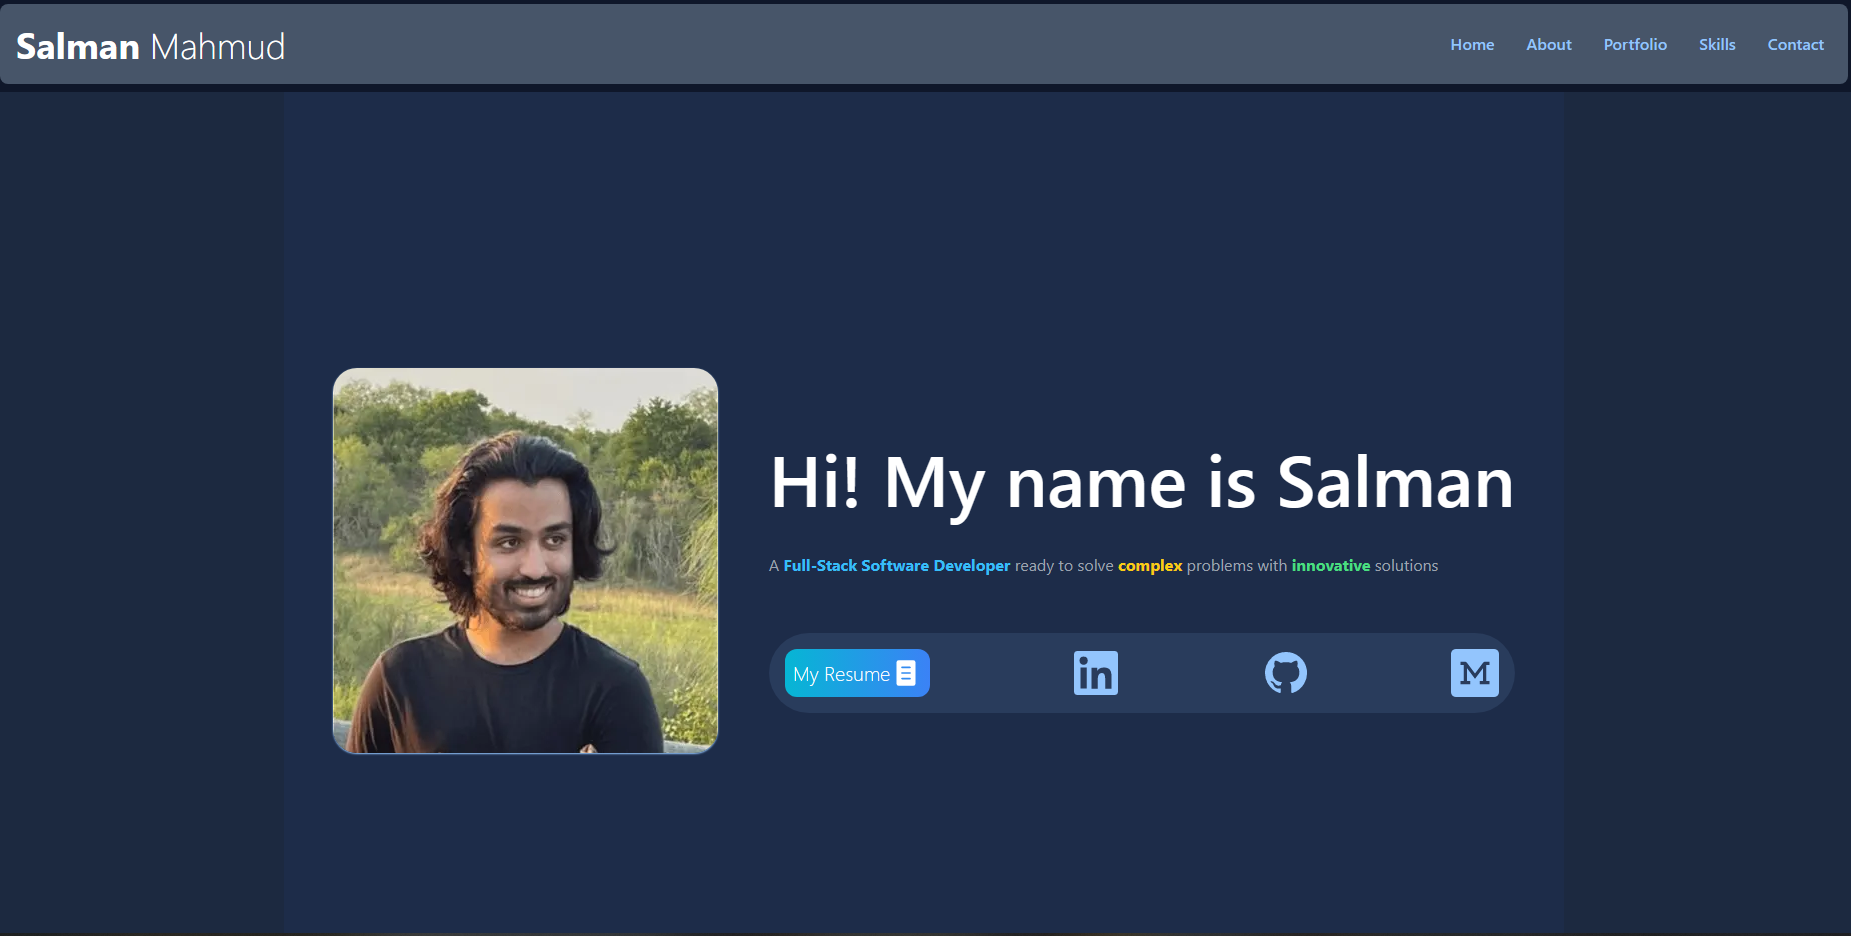 Salman Mahmud
Home About Portfolio Skills Contact
Hi! My name is Salman
A Full-Stack Software Developer ready to solve complex problems with innovative solutions
My Resume
in
M